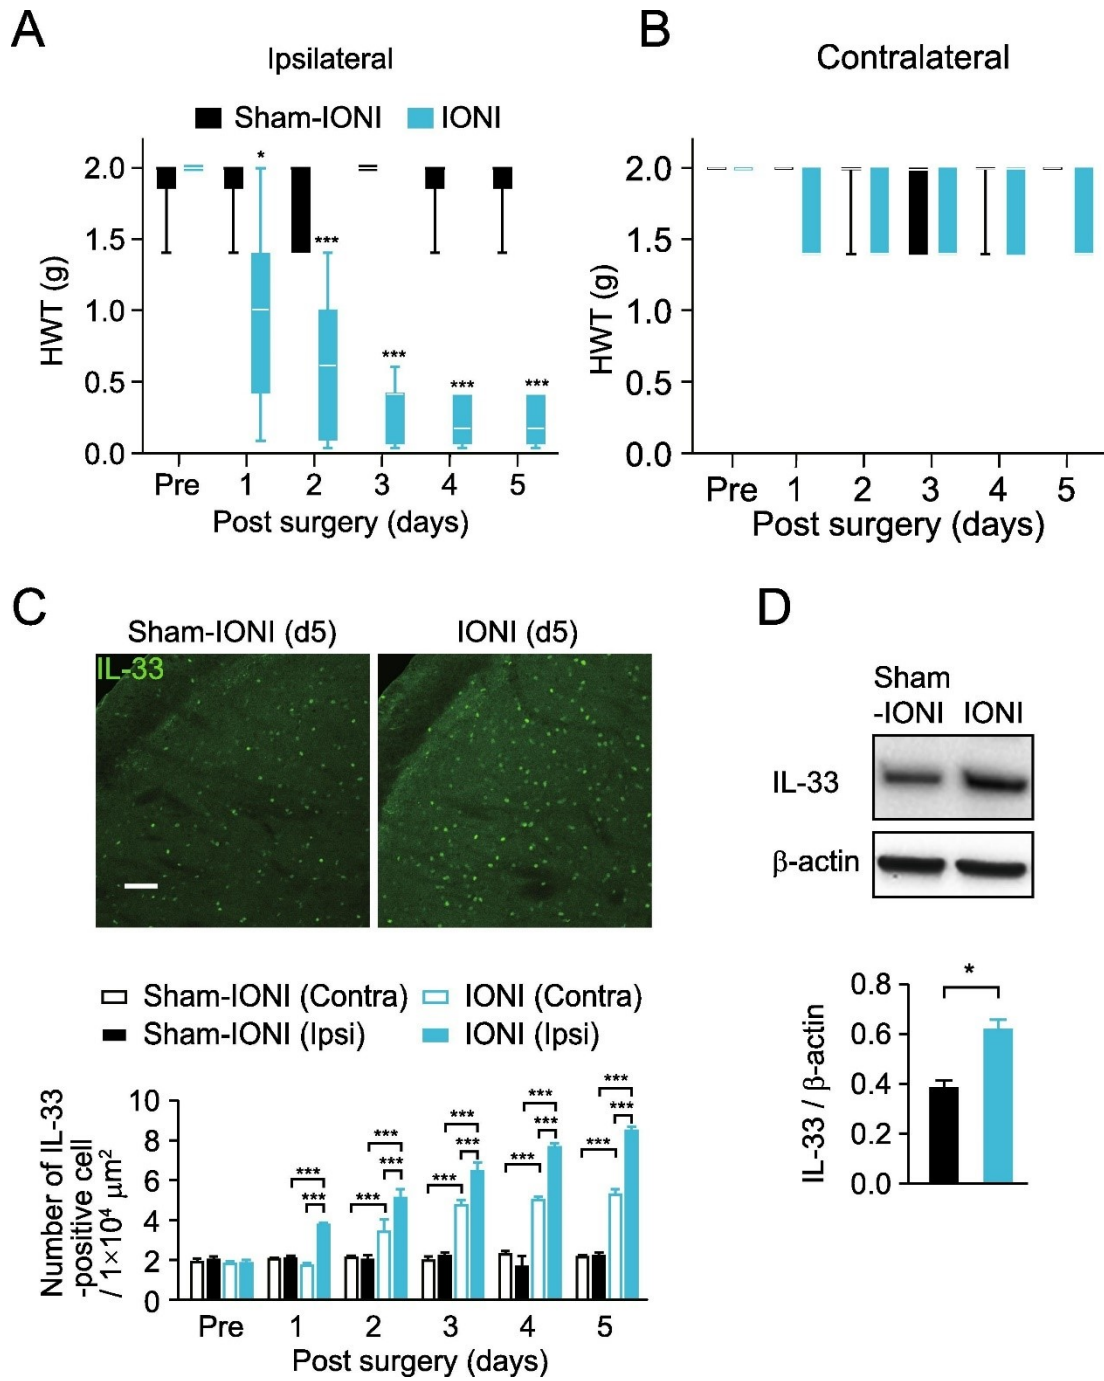 A
Ipsilateral
Sham-IONI IONI
HWT (g)
2.0
1.5
1.0
0.5
0.0
*
***
***
***
***
Pre 1 2 3 4 5
Post surgery (days)
B
Contralateral
HWT (g)
2.0
1.5
1.0
0.5
0.0
Pre 1 2 3 4 5
Post surgery (days)
C
Sham-IONI (d5) IONI (d5)
IL-33
Sham-IONI (Contra) IONI (Contra)
Sham-IONI (Ipsi) IONI (Ipsi)
Number of IL-33
-positive cell
/ 1×10⁴ μm²
10
8
6
4
2
0
***
***
***
***
***
***
***
***
***
***
***
***
***
***
Pre 1 2 3 4 5
Post surgery (days)
D
Sham
-IONI IONI
IL-33
β-actin
IL-33 / β-actin
0.8
0.6
0.4
0.2
0.0
*